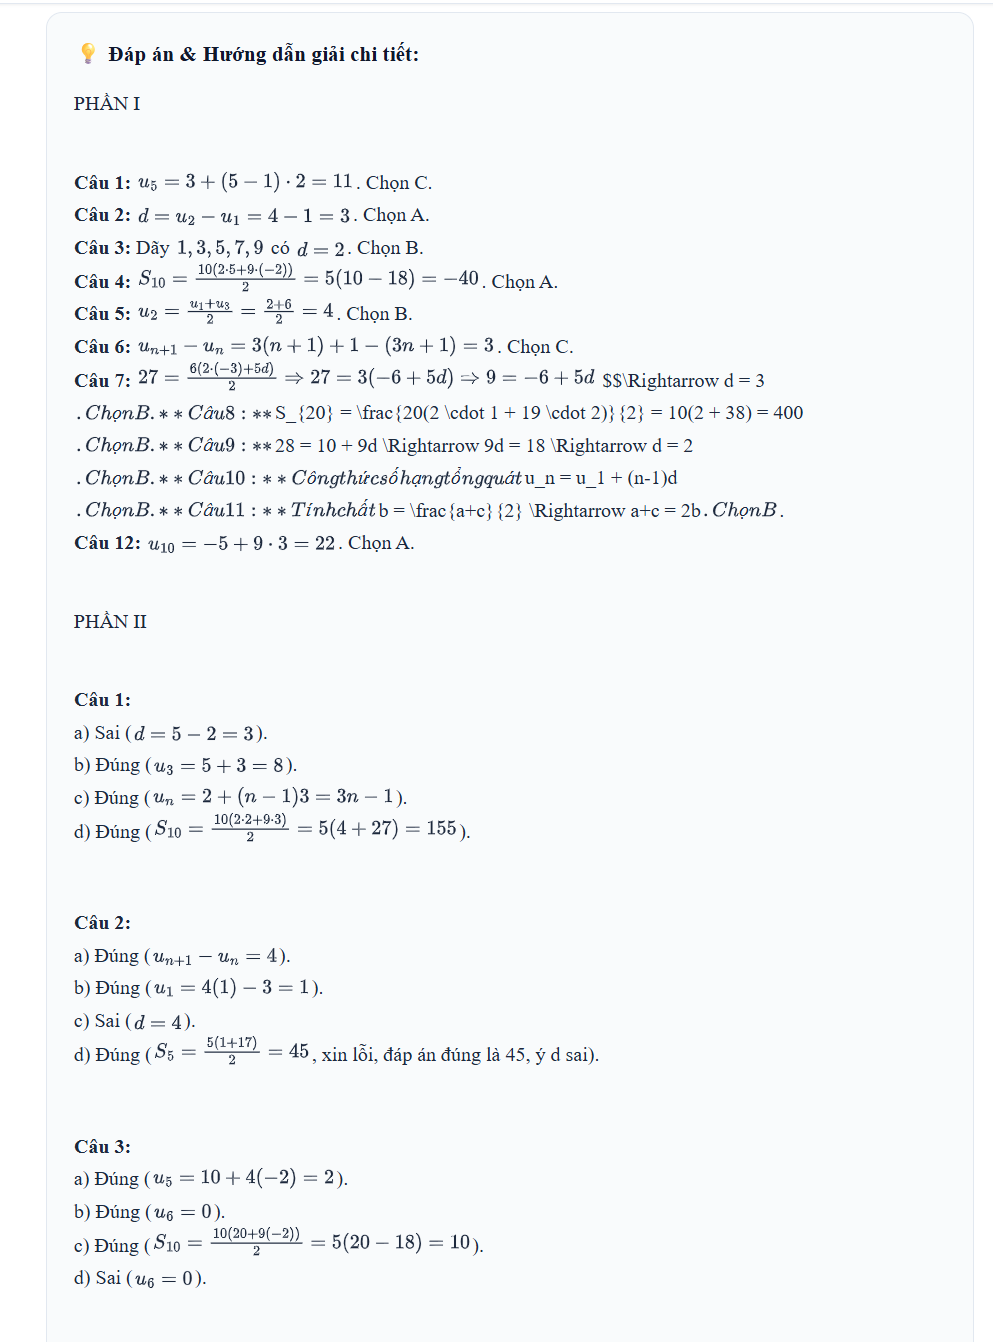 💡 Đáp án & Hướng dẫn giải chi tiết:
PHẦN I
Câu 1: u₅ = 3 + (5 − 1) · 2 = 11. Chọn C.
Câu 2: d = u₂ − u₁ = 4 − 1 = 3. Chọn A.
Câu 3: Dãy 1, 3, 5, 7, 9 có d = 2. Chọn B.
Câu 4: S₁₀ = \frac{10(2·5+9·(−2))}{2} = 5(10 − 18) = −40. Chọn A.
Câu 5: u₂ = \frac{u₁+u₃}{2} = \frac{2+6}{2} = 4. Chọn B.
Câu 6: uₙ₊₁ − uₙ = 3(n + 1) + 1 − (3n + 1) = 3. Chọn C.
Câu 7: 27 = \frac{6(2·(−3)+5d)}{2} ⇒ 27 = 3(−6 + 5d) ⇒ 9 = −6 + 5d $$\Rightarrow d = 3
. ChọnB. ∗ ∗ Câu8 : ∗∗ S_{20} = \frac{20(2 \cdot 1 + 19 \cdot 2)}{2} = 10(2 + 38) = 400
. ChọnB. ∗ ∗ Câu9 : ∗∗ 28 = 10 + 9d \Rightarrow 9d = 18 \Rightarrow d = 2
. ChọnB. ∗ ∗ Câu10 : ∗ ∗ Côngthứcsốhạngtổngquát u_n = u_1 + (n-1)d
. ChọnB. ∗ ∗ Câu11 : ∗ ∗ Tínhchất b = \frac{a+c}{2} \Rightarrow a+c = 2b. ChọnB.
Câu 12: u₁₀ = −5 + 9 · 3 = 22. Chọn A.
PHẦN II
Câu 1:
a) Sai (d = 5 − 2 = 3).
b) Đúng (u₃ = 5 + 3 = 8).
c) Đúng (uₙ = 2 + (n − 1)3 = 3n − 1).
d) Đúng (S₁₀ = \frac{10(2·2+9·3)}{2} = 5(4 + 27) = 155).
Câu 2:
a) Đúng (uₙ₊₁ − uₙ = 4).
b) Đúng (u₁ = 4(1) − 3 = 1).
c) Sai (d = 4).
d) Đúng (S₅ = \frac{5(1+17)}{2} = 45, xin lỗi, đáp án đúng là 45, ý d sai).
Câu 3:
a) Đúng (u₅ = 10 + 4(−2) = 2).
b) Đúng (u₆ = 0).
c) Đúng (S₁₀ = \frac{10(20+9(−2))}{2} = 5(20 − 18) = 10).
d) Sai (u₆ = 0).